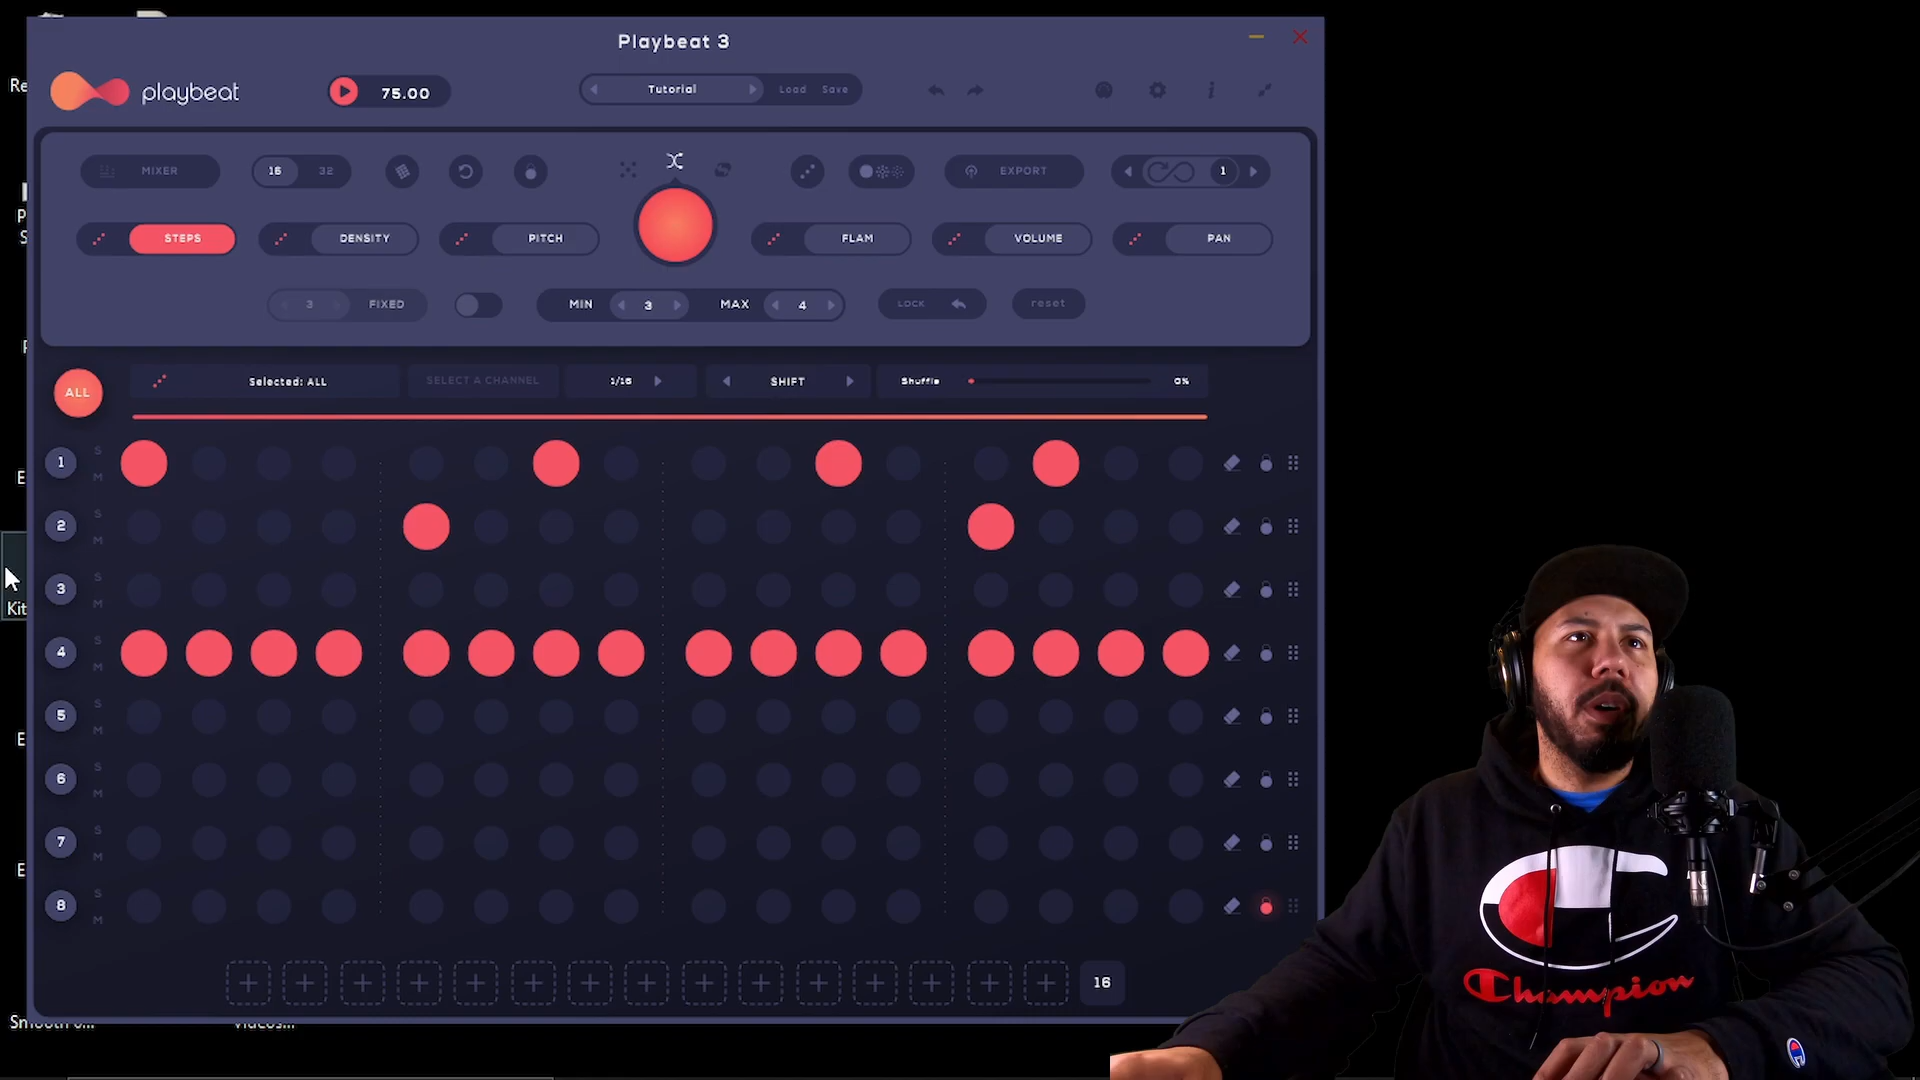 Playbeat 3
playbeat
75.00
Tutorial
Load
Save
MIXER
16
32
EXPORT
1
STEPS
DENSITY
PITCH
FLAM
VOLUME
PAN
3
FIXED
MIN
3
MAX
4
LOCK
reset
ALL
Selected: ALL
SELECT A CHANNEL
1/16
SHIFT
Shuffle
0%
1
S
M
2
S
M
3
S
M
4
S
M
5
S
M
6
S
M
7
S
M
8
S
M
16
Re
Kit
Champion